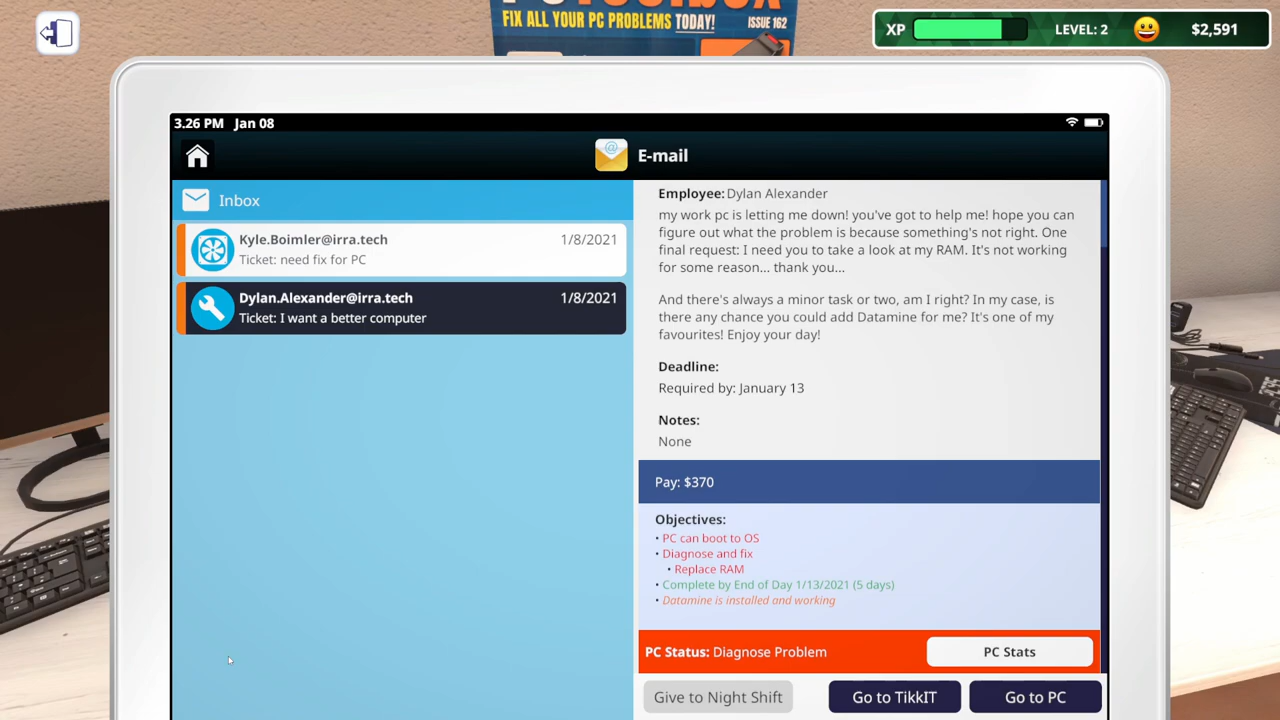 FIX ALL YOUR PC PROBLEMS TODAY! ISSUE 162
XP LEVEL: 2 $2,591
3.26 PM Jan 08
E-mail
Inbox
Kyle.Boimler@irra.tech 1/8/2021
Ticket: need fix for PC
Dylan.Alexander@irra.tech 1/8/2021
Ticket: I want a better computer
Employee: Dylan Alexander
my work pc is letting me down! you've got to help me! hope you can
figure out what the problem is because something's not right. One
final request: I need you to take a look at my RAM. It's not working
for some reason... thank you...
And there's always a minor task or two, am I right? In my case, is
there any chance you could add Datamine for me? It's one of my
favourites! Enjoy your day!
Deadline:
Required by: January 13
Notes:
None
Pay: $370
Objectives:
• PC can boot to OS
• Diagnose and fix
• Replace RAM
• Complete by End of Day 1/13/2021 (5 days)
• Datamine is installed and working
PC Status: Diagnose Problem PC Stats
Give to Night Shift Go to TikkIT Go to PC